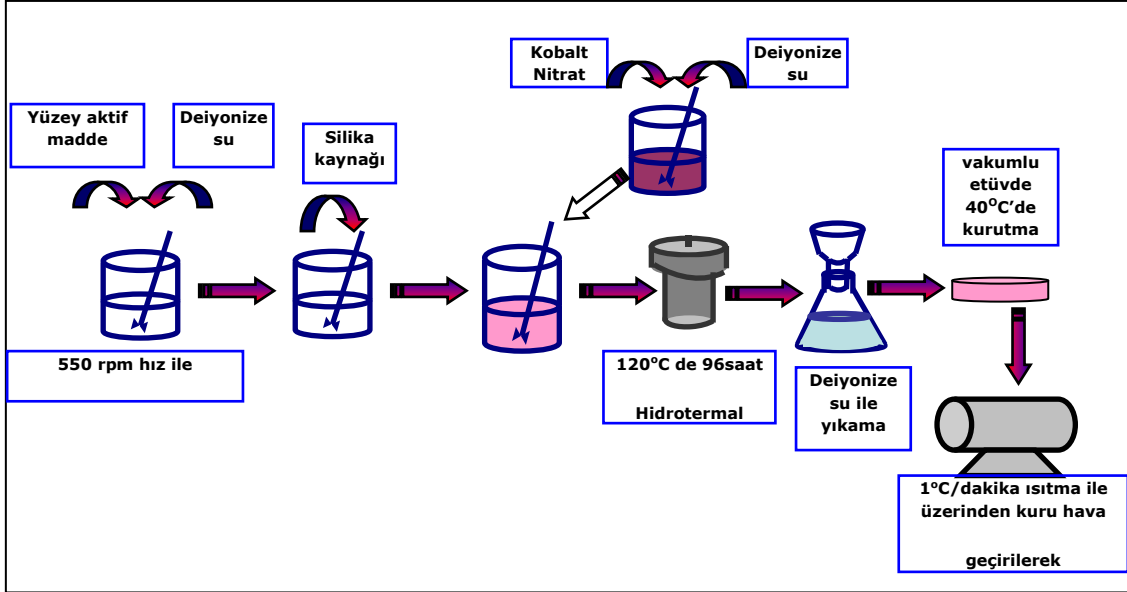 Kobalt
Nitrat
Deiyonize
su
Yüzey aktif
madde
Deiyonize
su
Silika
kaynağı
vakumlu
etüvde
40°C’de
kurutma
550 rpm hız ile
120°C de 96saat
Hidrotermal
Deiyonize
su ile
yıkama
1°C/dakika ısıtma ile
üzerinden kuru hava
geçirilerek